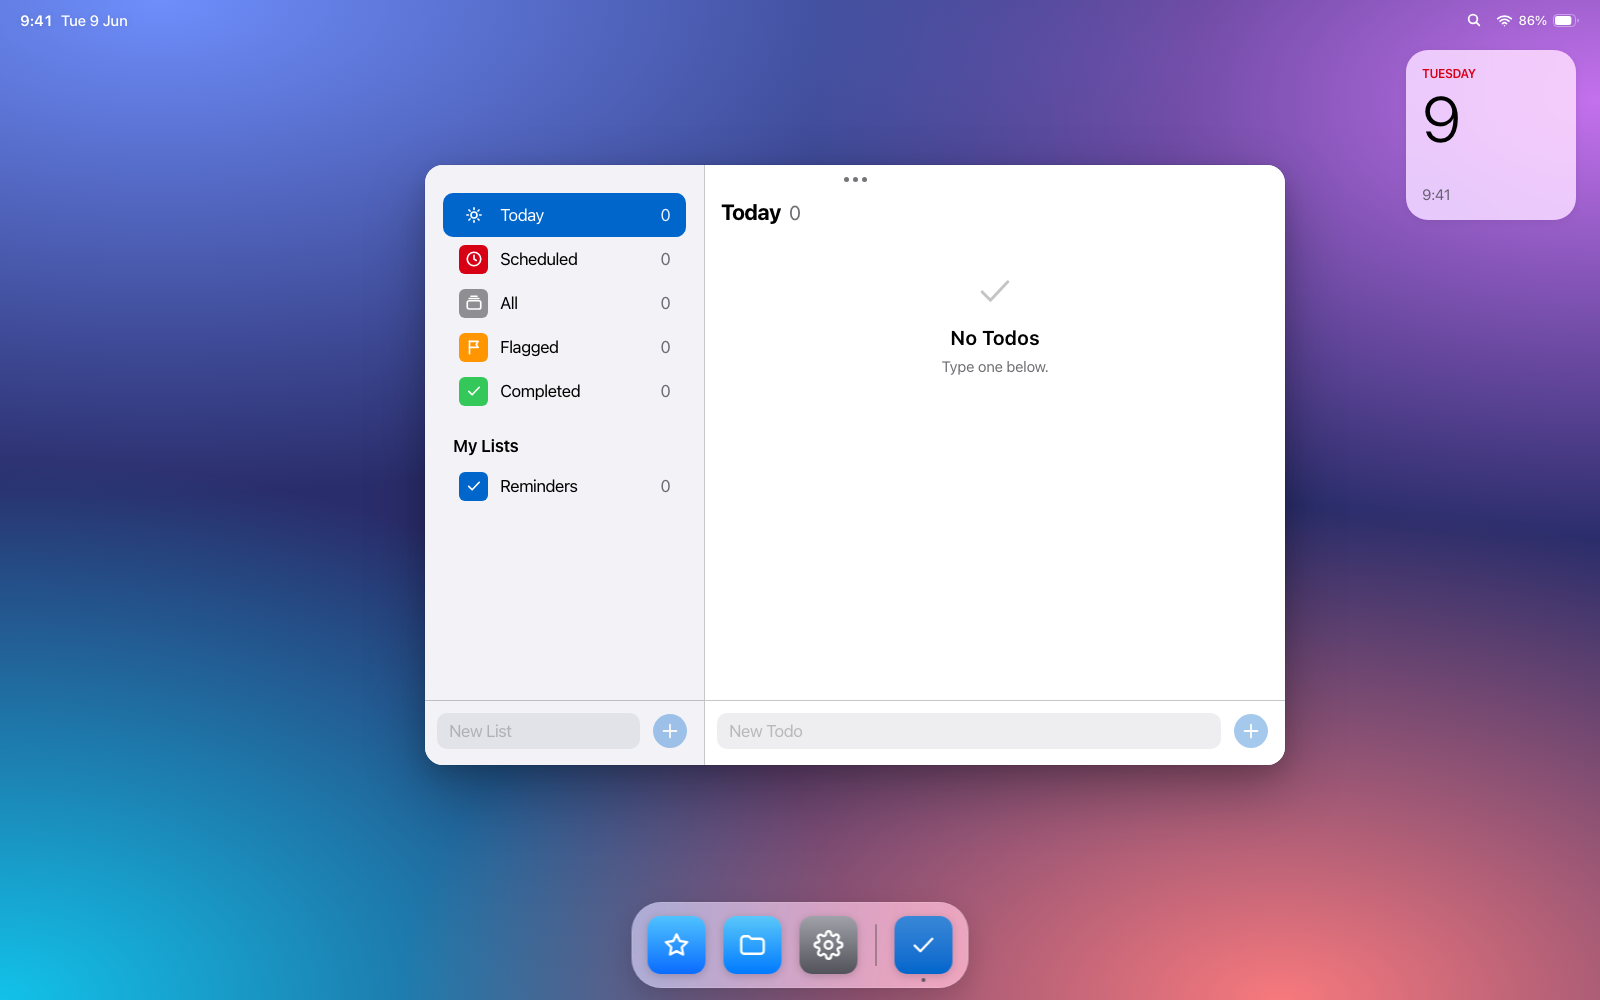 9:41 Tue 9 Jun
86%
TUESDAY
9
9:41
Today 0
Scheduled 0
All 0
Flagged 0
Completed 0
My Lists
Reminders 0
New List
Today 0
No Todos
Type one below.
New Todo